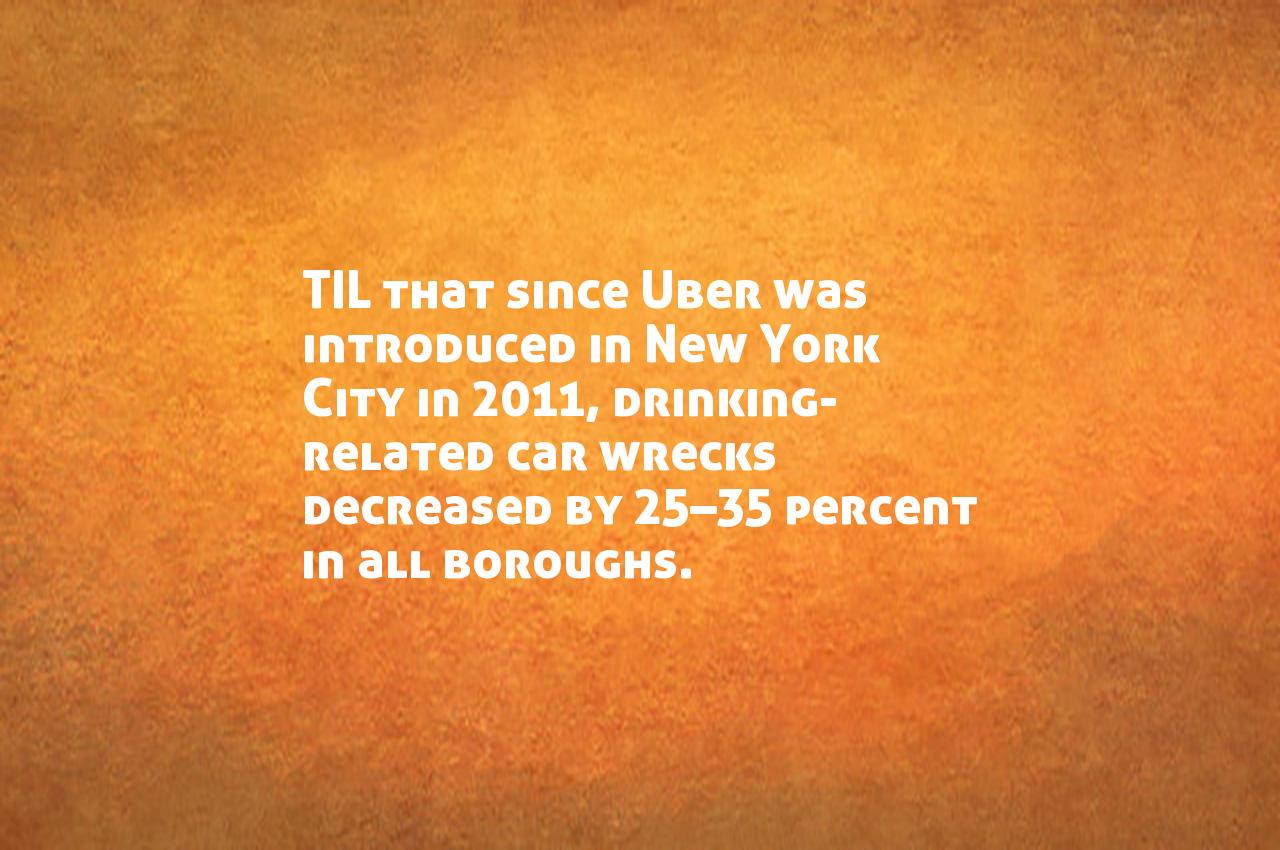 TIL that since Uber was
introduced in New York
City in 2011, drinking-
related car wrecks
decreased by 25–35 percent
in all boroughs.